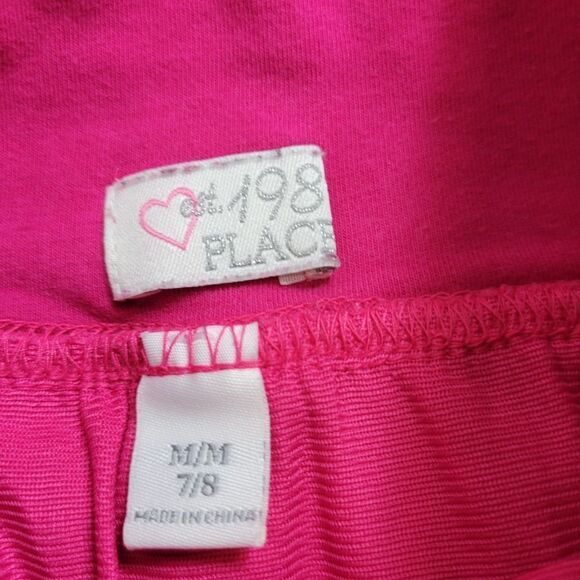 est. 198
PLACE
M/M
7/8
MADE IN CHINA